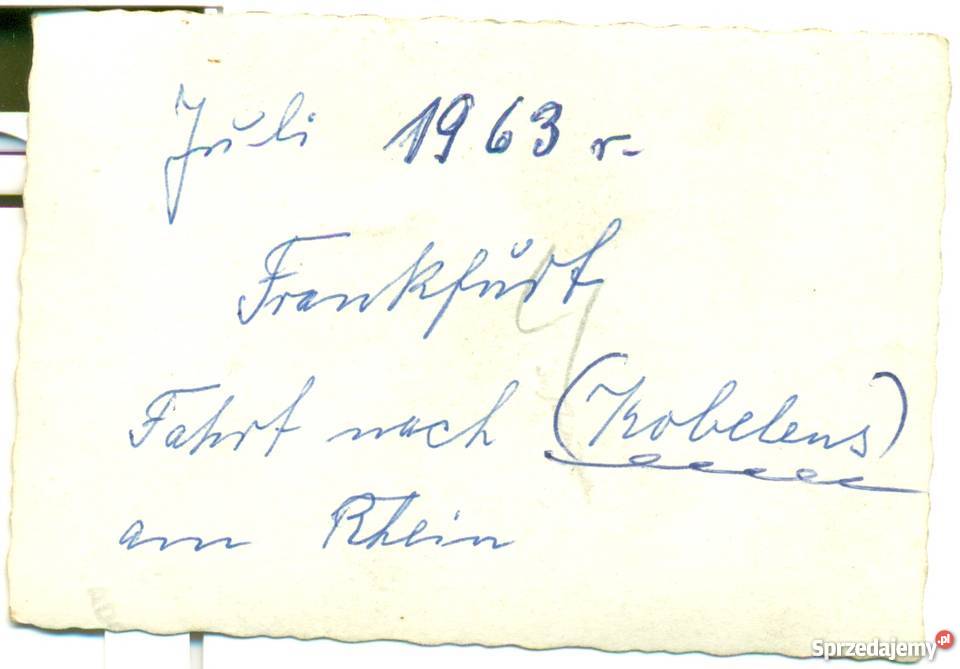 Juli 1963 r.
Frankfurt
Fahrt nach (Kobelens)
am Rhein
Sprzedajemy.pl